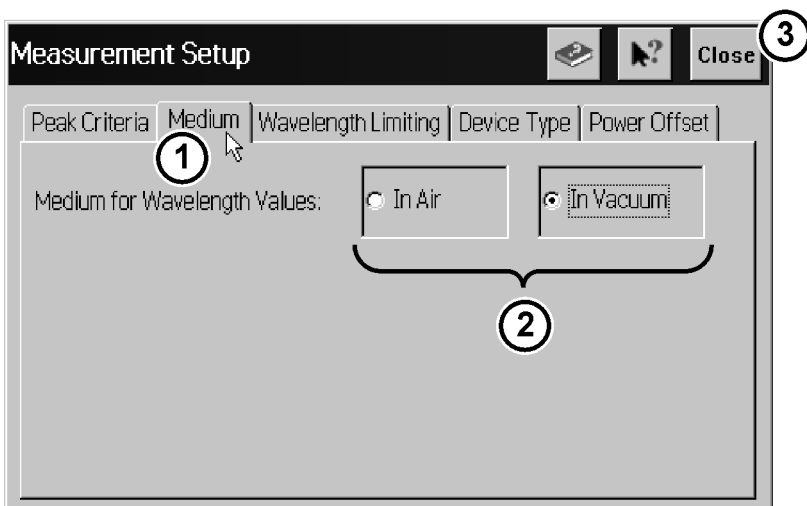 Measurement Setup
?
Close
3
Peak Criteria
Medium
Wavelength Limiting
Device Type
Power Offset
1
Medium for Wavelength Values:
In Air
In Vacuum
2